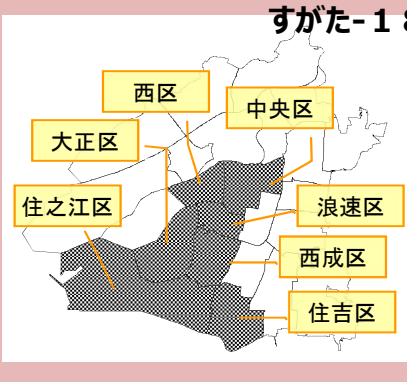 すがた-18
西区
中央区
大正区
住之江区
浪速区
西成区
住吉区